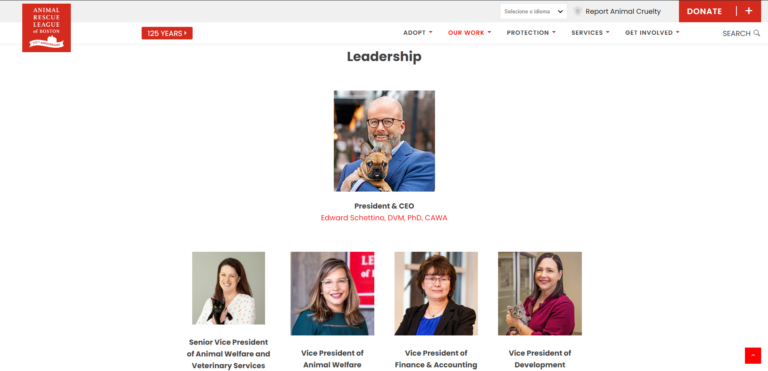 ANIMAL
RESCUE
LEAGUE
of BOSTON
Selecione o idioma
Report Animal Cruelty
DONATE
+
125 YEARS
ADOPT
OUR WORK
PROTECTION
SERVICES
GET INVOLVED
SEARCH
Leadership
President & CEO
Edward Schettino, DVM, PhD, CAWA
Senior Vice President
of Animal Welfare and
Veterinary Services
Vice President of
Animal Welfare
Vice President of
Finance & Accounting
Vice President of
Development